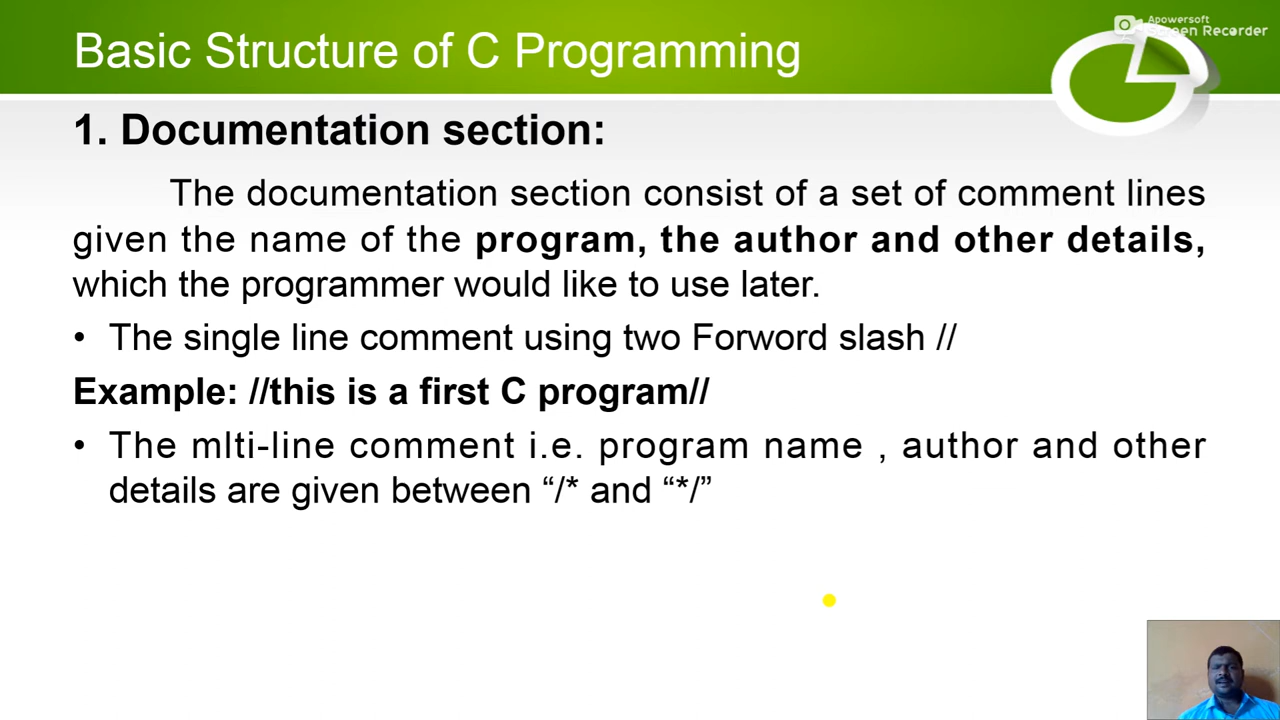 Basic Structure of C Programming
Apowersoft
Screen Recorder
1. Documentation section:
The documentation section consist of a set of comment lines
given the name of the program, the author and other details,
which the programmer would like to use later.
• The single line comment using two Forword slash //
Example: //this is a first C program//
• The mlti-line comment i.e. program name , author and other
details are given between “/* and “*/”